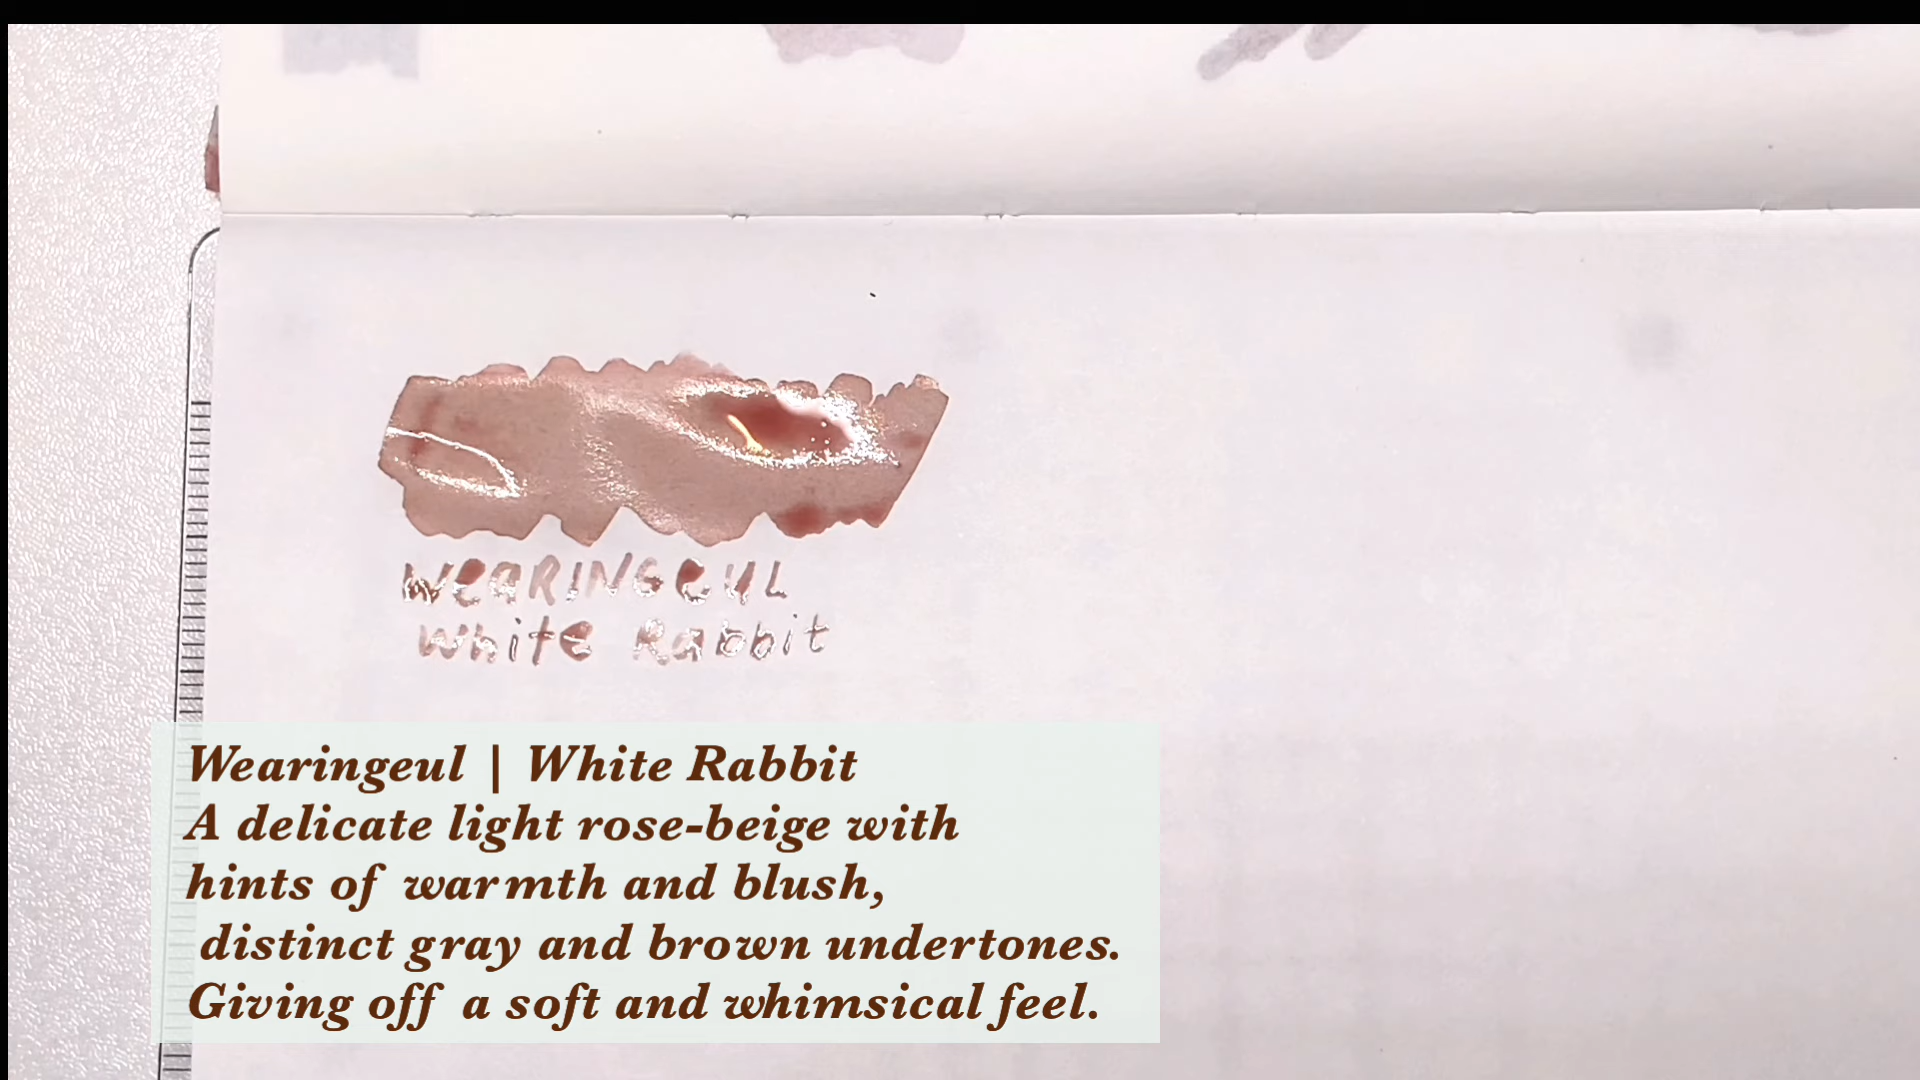 WeARINGeUL
White Rabbit
Wearingeul | White Rabbit
A delicate light rose-beige with
hints of warmth and blush,
distinct gray and brown undertones.
Giving off a soft and whimsical feel.